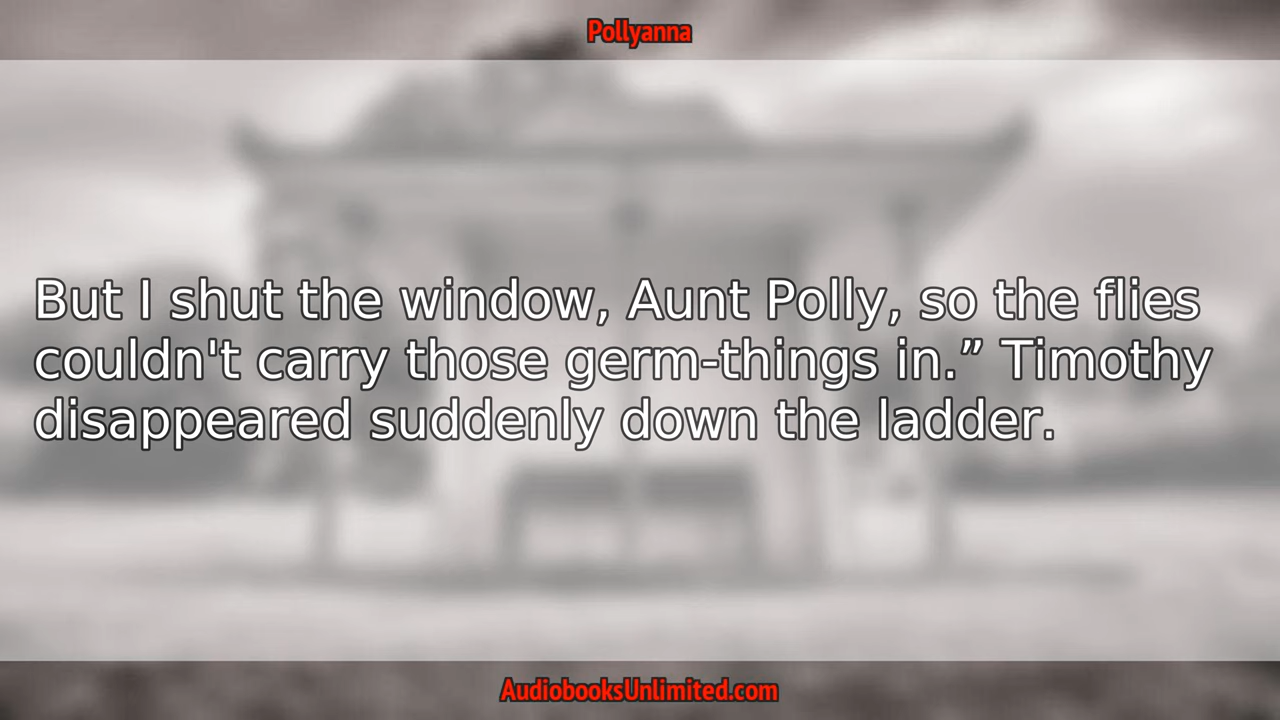 Pollyanna
But I shut the window, Aunt Polly, so the flies
couldn't carry those germ-things in.” Timothy
disappeared suddenly down the ladder.
AudiobooksUnlimited.com